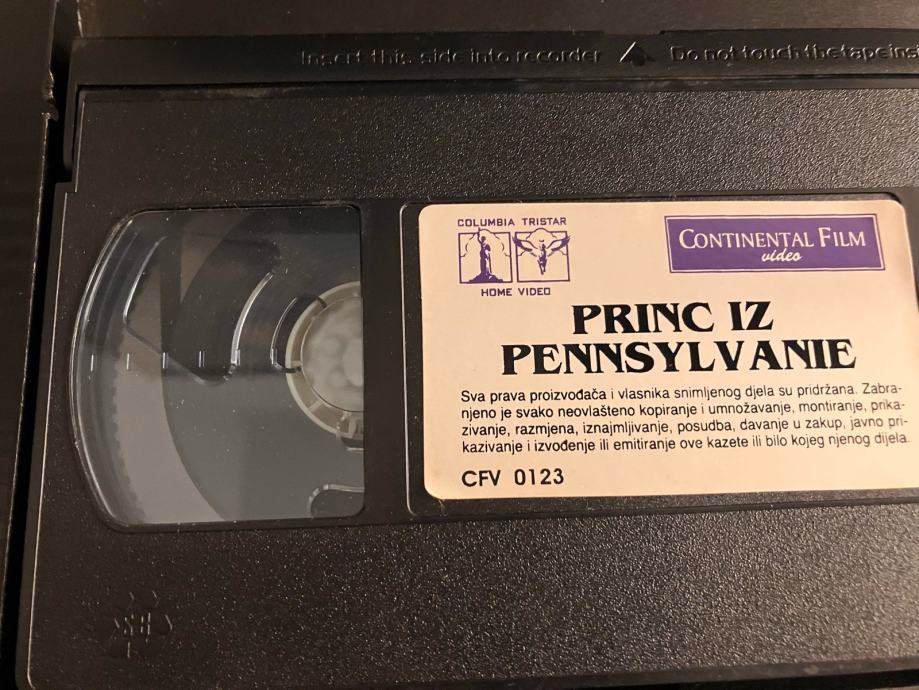 Insert this side into recorder
Do not touch the tape
COLUMBIA TRISTAR
HOME VIDEO
CONTINENTAL FILM
video
PRINC IZ
PENNSYLVANIE
Sva prava proizvođača i vlasnika snimljenog djela su pridržana. Zabra-
njeno je svako neovlašteno kopiranje i umnožavanje, montiranje, prika-
zivanje, razmjena, iznajmljivanje, posudba, davanje u zakup, javno pri-
kazivanje i izvođenje ili emitiranje ove kazete ili bilo kojeg njenog dijela.
CFV 0123